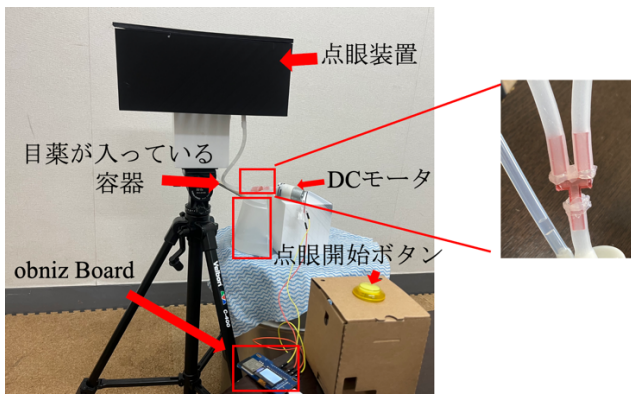 点眼装置
目薬が入っている
容器
DCモータ
点眼開始ボタン
obniz Board
Velbon
C-400